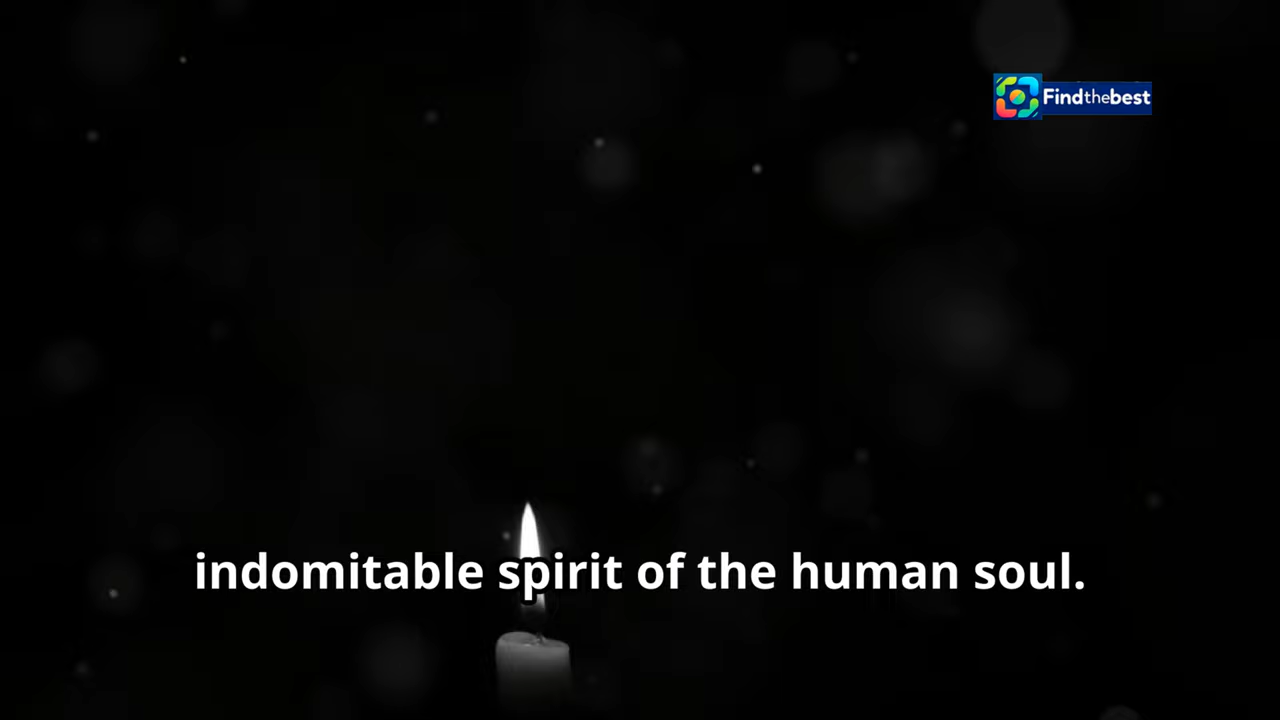 Findthebest
indomitable spirit of the human soul.